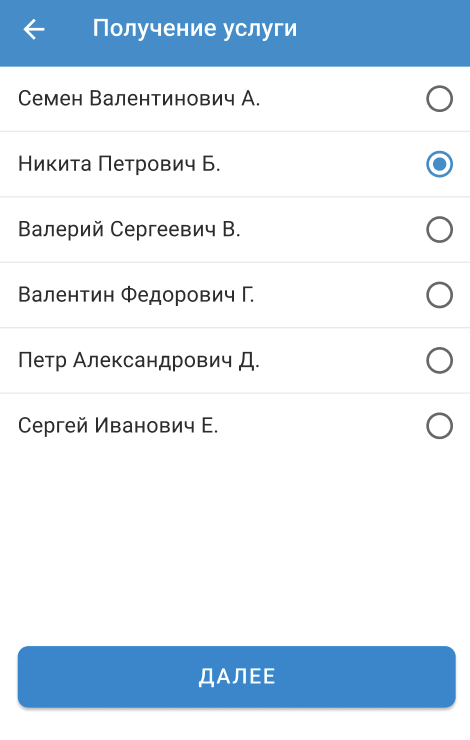 Получение услуги
Семен Валентинович А.
Никита Петрович Б.
Валерий Сергеевич В.
Валентин Федорович Г.
Петр Александрович Д.
Сергей Иванович Е.
ДАЛЕЕ